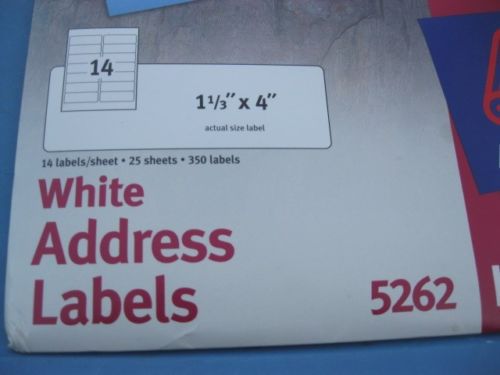 14
1 1/3" x 4"
actual size label
14 labels/sheet • 25 sheets • 350 labels
White
Address
Labels
5262